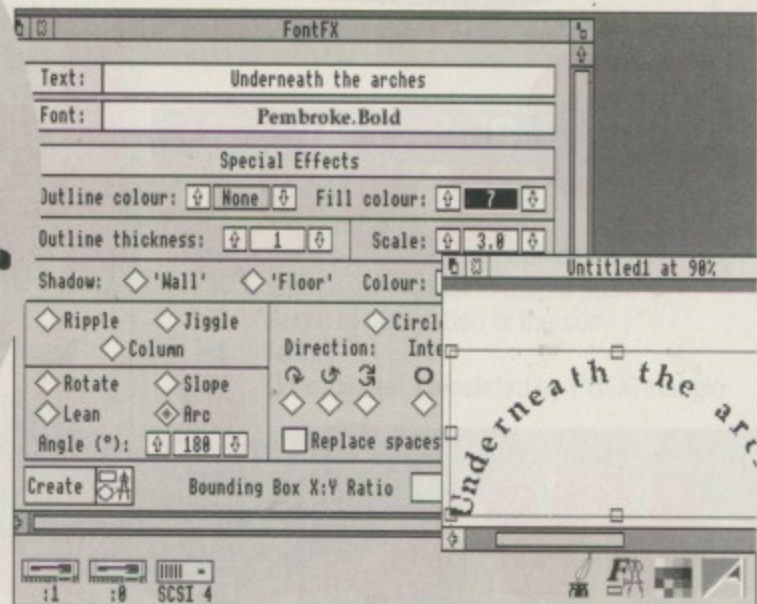 FontFX
Text: Underneath the arches
Font: Pembroke.Bold
Special Effects
Outline colour: None Fill colour: 7
Outline thickness: 1 Scale: 3.0
Shadow: 'Wall' 'Floor' Colour:
Ripple Jiggle
Column
Rotate Slope
Lean Arc
Angle (°): 180
Direction:
Replace spaces
Create Bounding Box X:Y Ratio
Untitled1 at 90%
Underneath the
:1 :0 SCSI 4